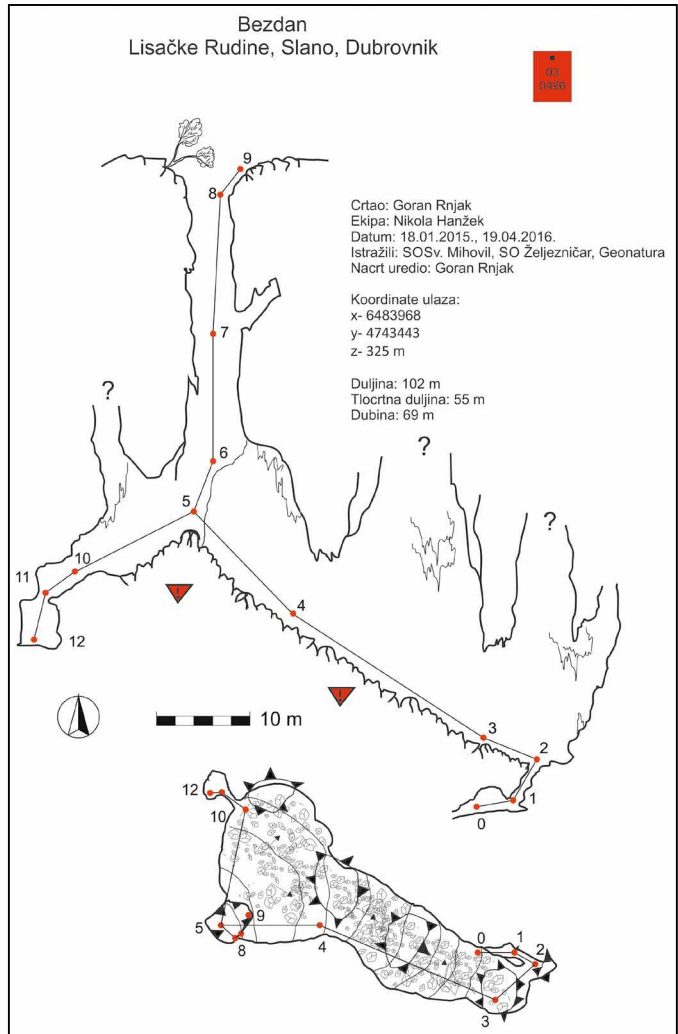 Bezdan
Lisačke Rudine, Slano, Dubrovnik
03
0498
9
8
Crtao: Goran Rnjak
Ekipa: Nikola Hanžek
Datum: 18.01.2015., 19.04.2016.
Istražili: SOSv. Mihovil, SO Željezničar, Geonatura
Nacrt uredio: Goran Rnjak
Koordinate ulaza:
x- 6483968
y- 4743443
z- 325 m
7
Duljina: 102 m
Tlocrtna duljina: 55 m
Dubina: 69 m
?
?
6
5
?
10
11
!
4
12
!
10 m
3
2
1
0
12
10
9
5
8
4
0
1
2
3